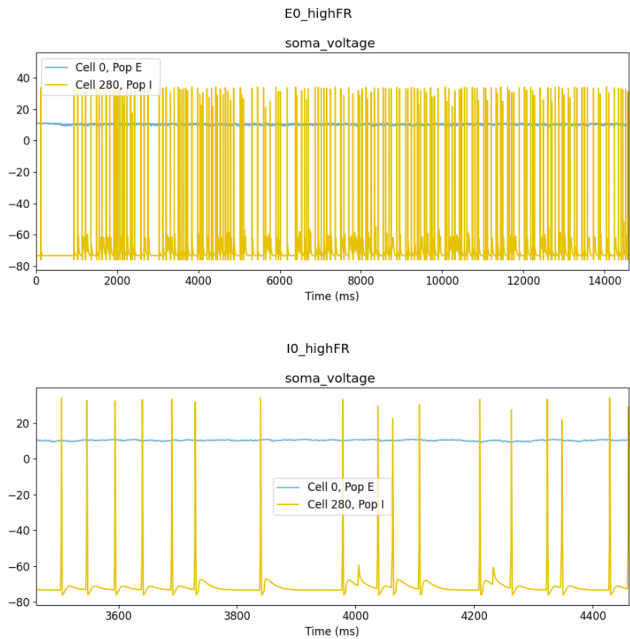 E0_highFR
soma_voltage
Cell 0, Pop E
Cell 280, Pop I
40
20
0
−20
−40
−60
−80
0 2000 4000 6000 8000 10000 12000 14000
Time (ms)
I0_highFR
soma_voltage
20
0
−20
−40
−60
−80
Cell 0, Pop E
Cell 280, Pop I
3600 3800 4000 4200 4400
Time (ms)